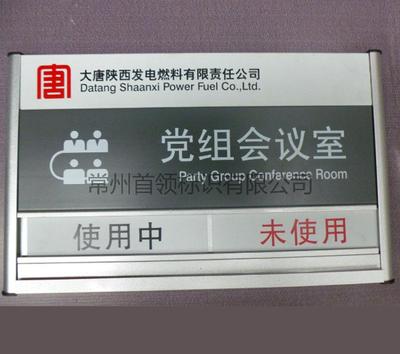 唐
大唐陕西发电燃料有限责任公司
Datang Shaanxi Power Fuel Co.,Ltd.
党组会议室
Party Group Conference Room
常州首领标识有限公司
使用中 未使用